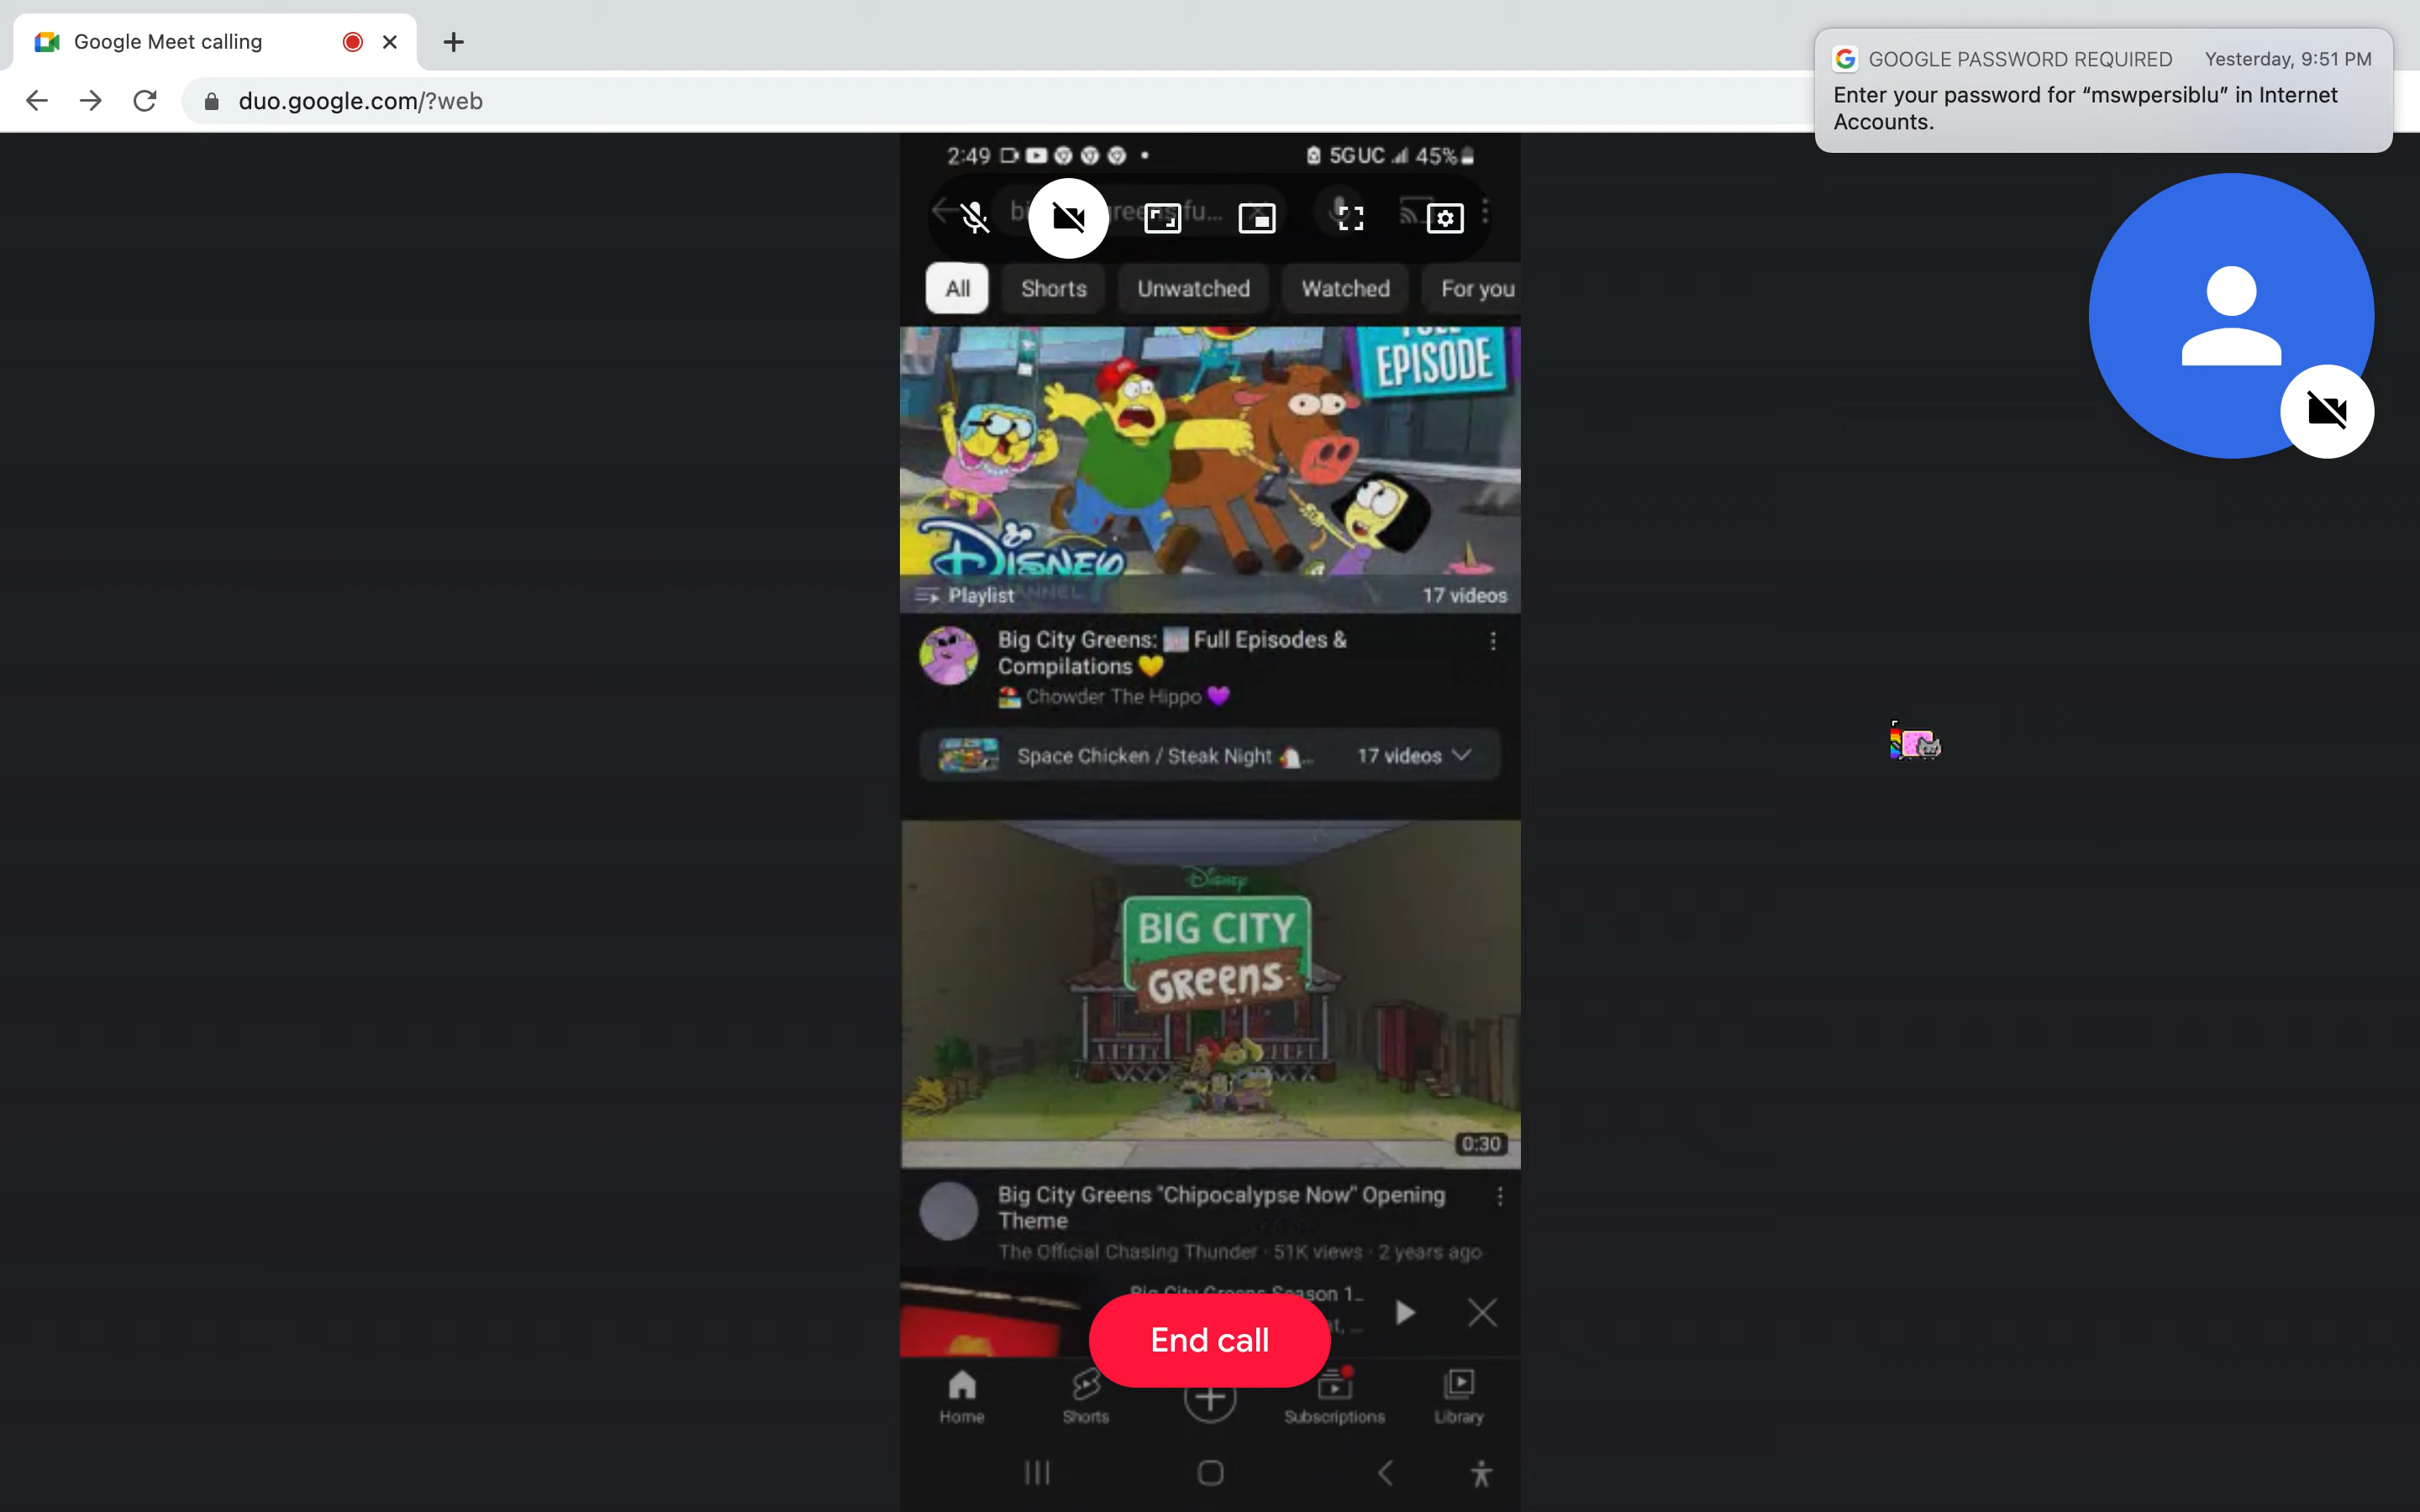 Google Meet calling
duo.google.com/?web
GOOGLE PASSWORD REQUIRED Yesterday, 9:51 PM
Enter your password for “mswpersiblu” in Internet
Accounts.
2:49 5GUC 45%
All Shorts Unwatched Watched For you
EPISODE
Disney
Playlist 17 videos
Big City Greens: Full Episodes &
Compilations 💛
Chowder The Hippo 💜
Space Chicken / Steak Night 🐔... 17 videos
Disney
BIG CITY
GREENS
0:30
Big City Greens "Chipocalypse Now" Opening
Theme
The Official Chasing Thunder · 51K views · 2 years ago
Big City Greens Season 1...
End call
Home Shorts Subscriptions Library